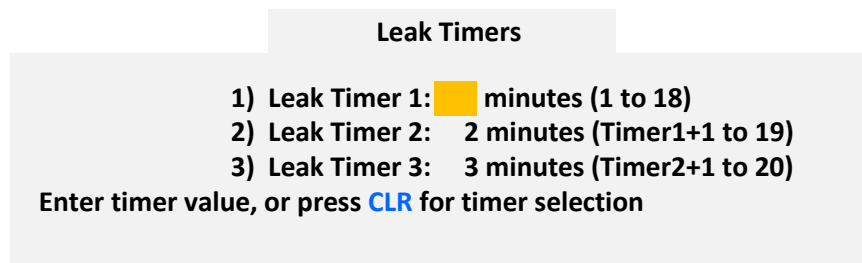 Leak Timers
1) Leak Timer 1: minutes (1 to 18)
2) Leak Timer 2: 2 minutes (Timer1+1 to 19)
3) Leak Timer 3: 3 minutes (Timer2+1 to 20)
Enter timer value, or press CLR for timer selection